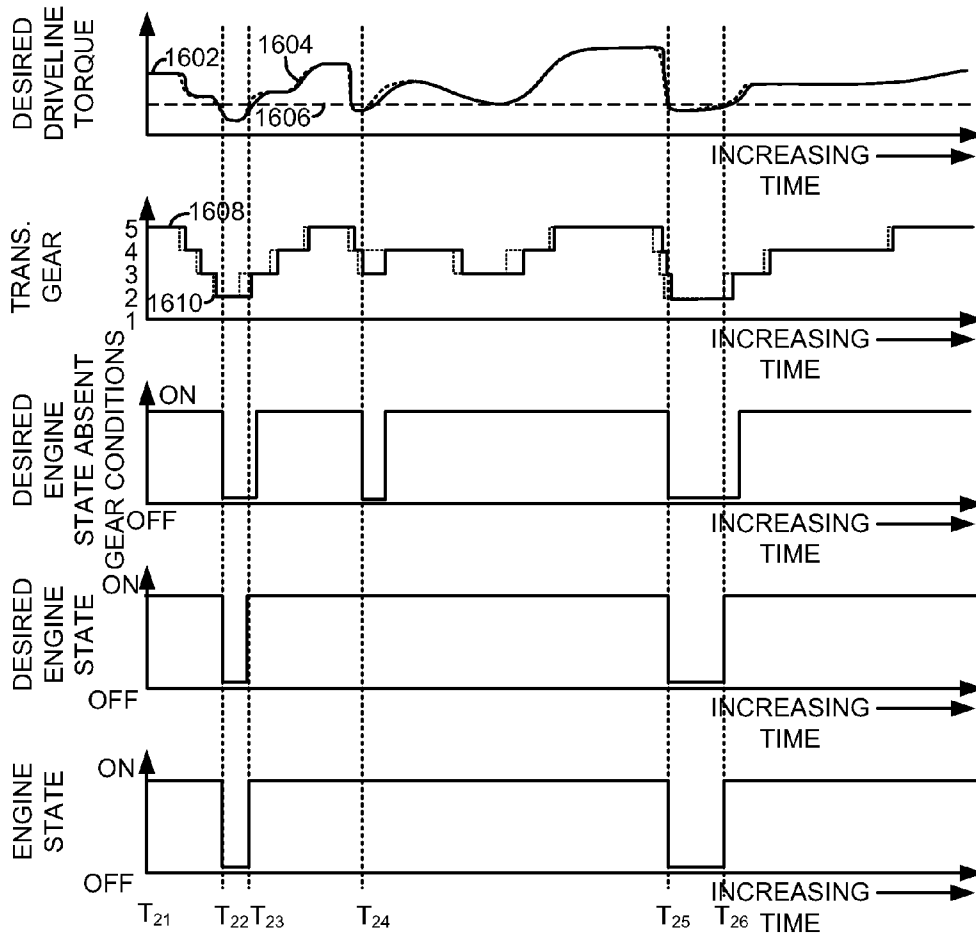 DESIRED
DRIVELINE
TORQUE
1602
1604
1606
INCREASING
TIME
TRANS.
GEAR
5
4
3
2
1
1608
1610
INCREASING
TIME
DESIRED
ENGINE
STATE ABSENT
GEAR CONDITIONS
ON
OFF
INCREASING
TIME
DESIRED
ENGINE
STATE
ON
OFF
INCREASING
TIME
ENGINE
STATE
ON
OFF
INCREASING
TIME
T21 T22 T23 T24 T25 T26